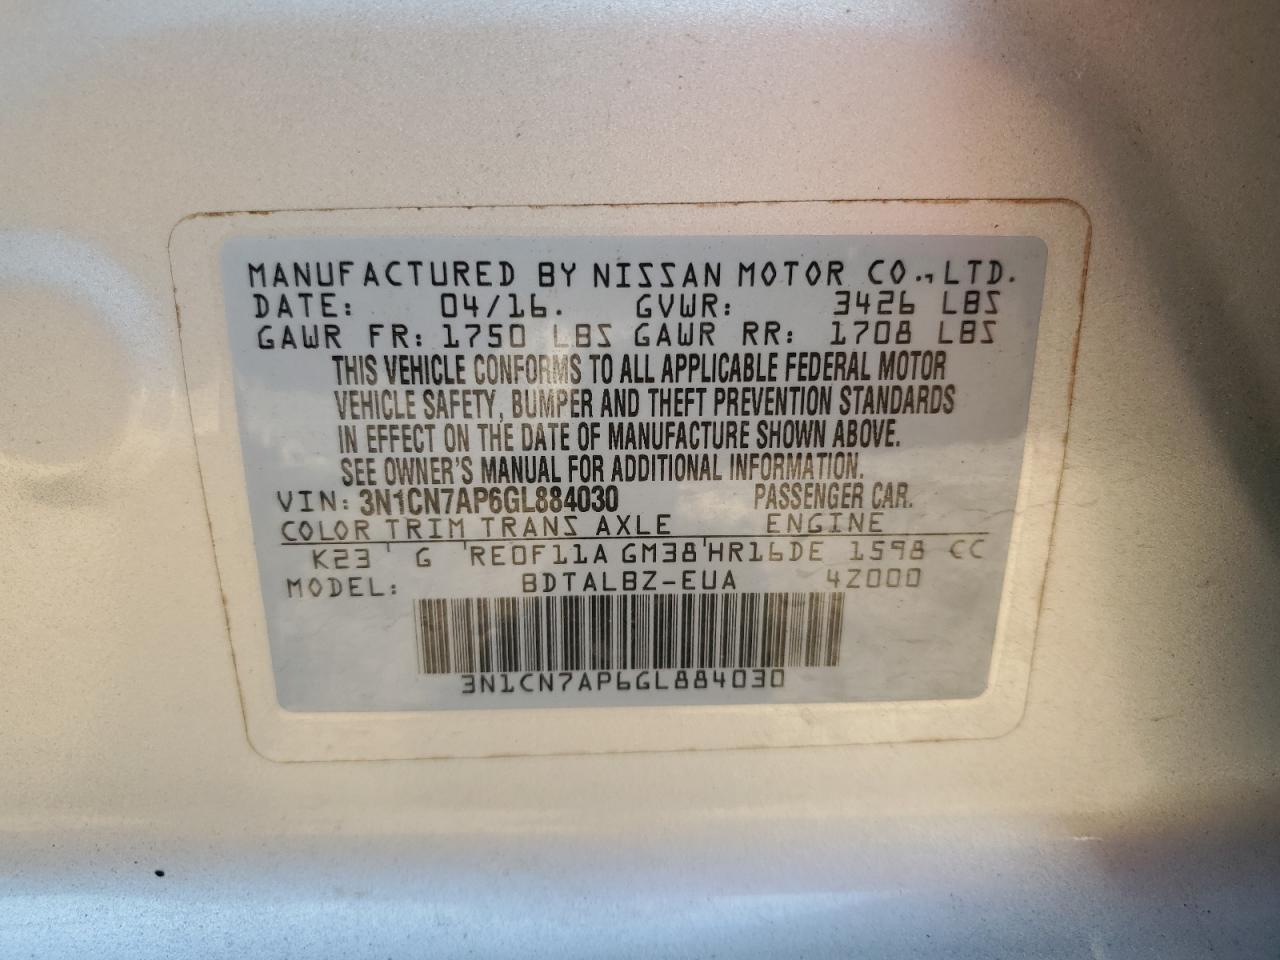 MANUFACTURED BY NISSAN MOTOR CO., LTD.
DATE: 04/16. GVWR: 3426 LBS
GAWR FR: 1750 LBS GAWR RR: 1708 LBS
THIS VEHICLE CONFORMS TO ALL APPLICABLE FEDERAL MOTOR
VEHICLE SAFETY, BUMPER AND THEFT PREVENTION STANDARDS
IN EFFECT ON THE DATE OF MANUFACTURE SHOWN ABOVE.
SEE OWNER'S MANUAL FOR ADDITIONAL INFORMATION.
VIN: 3N1CN7AP6GL884030 PASSENGER CAR.
COLOR TRIM TRANS AXLE ENGINE
K23 ' G 'RE0F11A GM38'HR16DE 1598 CC
MODEL: BDTALBZ-EUA 4Z000
3N1CN7AP6GL884030